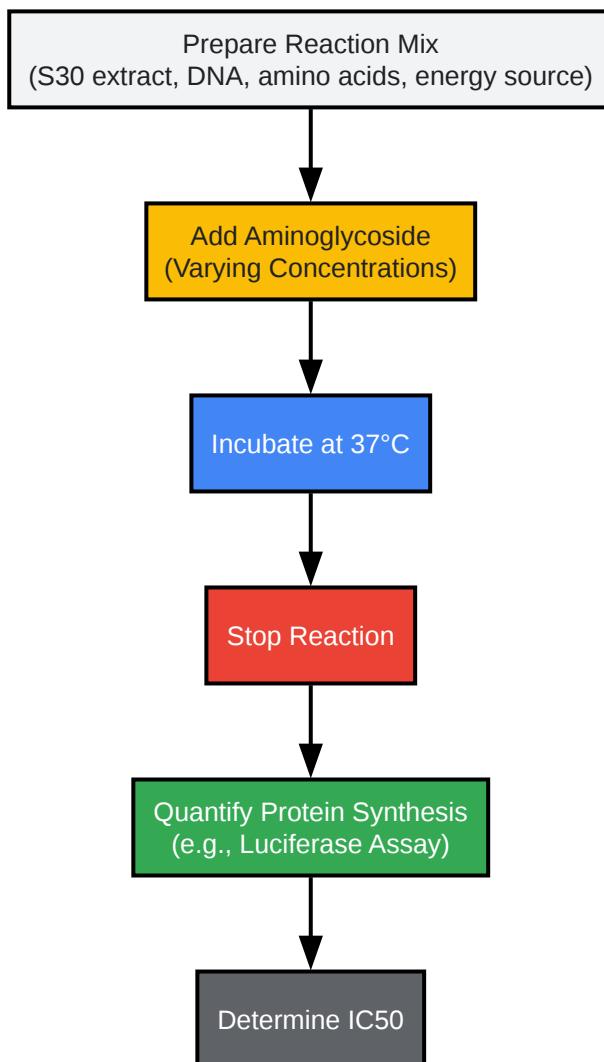 Prepare Reaction Mix
(S30 extract, DNA, amino acids, energy source)
Add Aminoglycoside
(Varying Concentrations)
Incubate at 37°C
Stop Reaction
Quantify Protein Synthesis
(e.g., Luciferase Assay)
Determine IC50